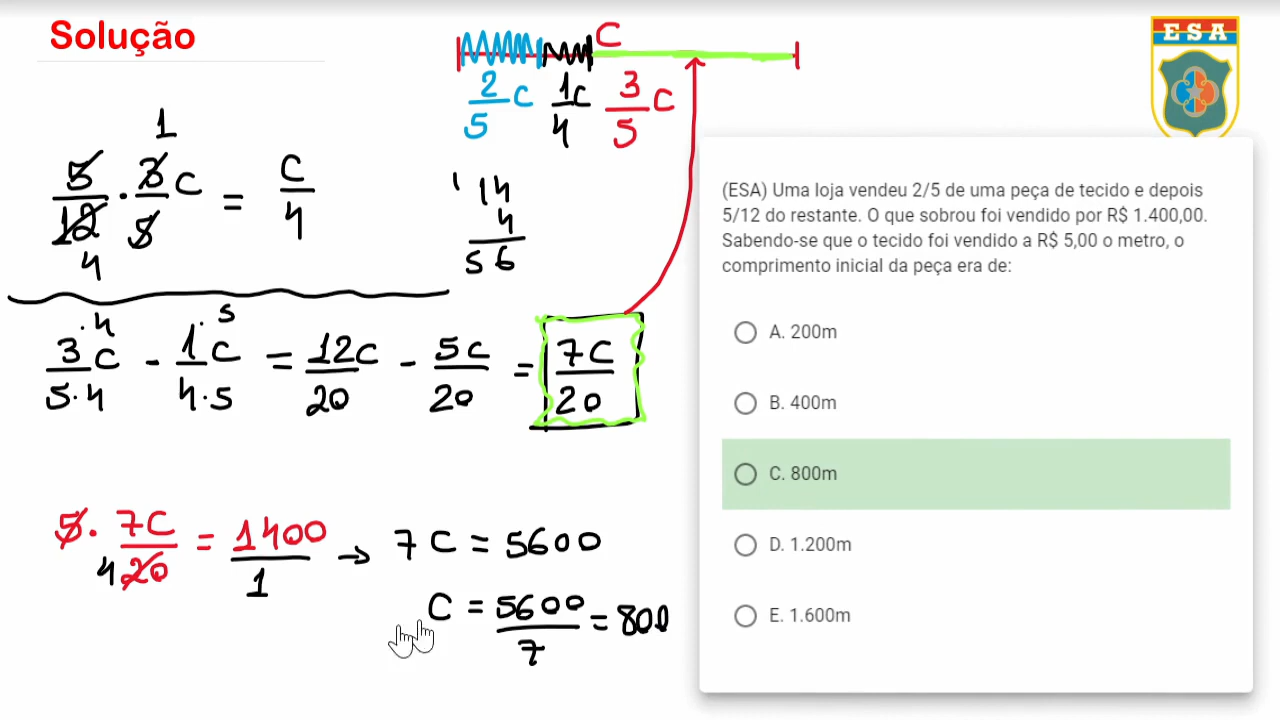 Solução
C
2/5 C 1/4 C 3/5 C
1
5/12 · 3/5 C = C/4
4
1 14
4
56
3C/5·4 ·4 - 1C/4·5 ·5 = 12C/20 - 5C/20 = 7C/20
5 · 7C/20 = 1400/1 → 7C = 5600
4
C = 5600/7 = 800
ESA
(ESA) Uma loja vendeu 2/5 de uma peça de tecido e depois
5/12 do restante. O que sobrou foi vendido por R$ 1.400,00.
Sabendo-se que o tecido foi vendido a R$ 5,00 o metro, o
comprimento inicial da peça era de:
A. 200m
B. 400m
C. 800m
D. 1.200m
E. 1.600m